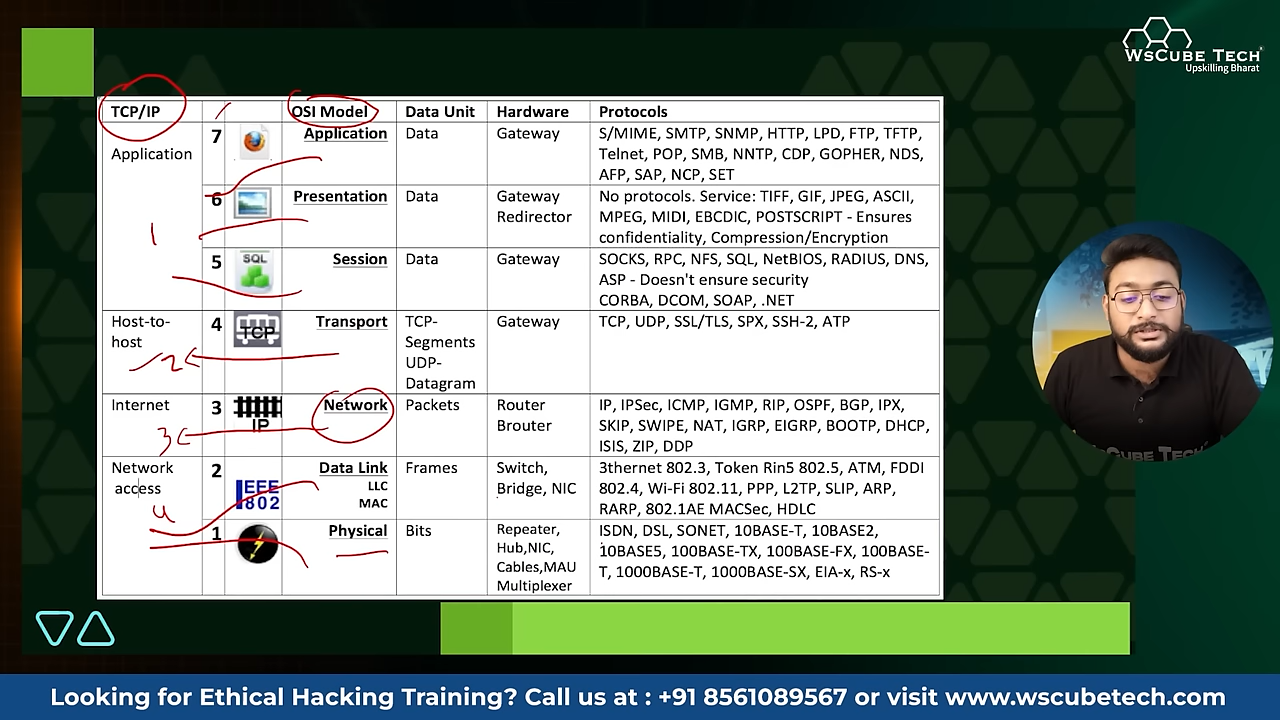 WSCUBE TECH
Upskilling Bharat
TCP/IP OSI Model Data Unit Hardware Protocols
Application 7 Application Data Gateway S/MIME, SMTP, SNMP, HTTP, LPD, FTP, TFTP,
Telnet, POP, SMB, NNTP, CDP, GOPHER, NDS,
AFP, SAP, NCP, SET
6 Presentation Data Gateway No protocols. Service: TIFF, GIF, JPEG, ASCII,
Redirector MPEG, MIDI, EBCDIC, POSTSCRIPT - Ensures
confidentiality, Compression/Encryption
1
5 SQL Session Data Gateway SOCKS, RPC, NFS, SQL, NetBIOS, RADIUS, DNS,
ASP - Doesn't ensure security
CORBA, DCOM, SOAP, .NET
Host-to- 4 TCP Transport TCP- Gateway TCP, UDP, SSL/TLS, SPX, SSH-2, ATP
host Segments
2 UDP-
Datagram
Internet 3 IP Network Packets Router IP, IPSec, ICMP, IGMP, RIP, OSPF, BGP, IPX,
3 Brouter SKIP, SWIPE, NAT, IGRP, EIGRP, BOOTP, DHCP,
ISIS, ZIP, DDP
Network 2 Data Link Frames Switch, 3thernet 802.3, Token Rin5 802.5, ATM, FDDI
access IEEE LLC Bridge, NIC 802.4, Wi-Fi 802.11, PPP, L2TP, SLIP, ARP,
4 802 MAC RARP, 802.1AE MACSec, HDLC
1 Physical Bits Repeater, ISDN, DSL, SONET, 10BASE-T, 10BASE2,
Hub,NIC, 10BASE5, 100BASE-TX, 100BASE-FX, 100BASE-
Cables,MAU T, 1000BASE-T, 1000BASE-SX, EIA-x, RS-x
Multiplexer
Looking for Ethical Hacking Training? Call us at : +91 8561089567 or visit www.wscubetech.com